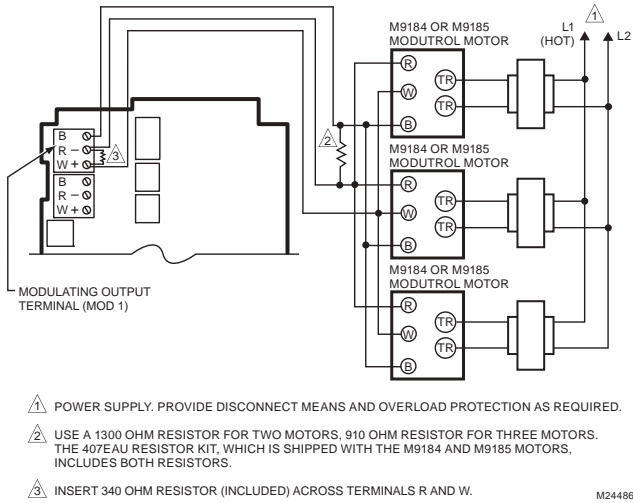 M9184 OR M9185
MODUTROL MOTOR
1
L1
(HOT)
L2
R
W
B
TR
TR
B
R –
W +
3
B
R –
W +
2
M9184 OR M9185
MODUTROL MOTOR
R
W
B
TR
TR
M9184 OR M9185
MODUTROL MOTOR
R
W
B
TR
TR
MODULATING OUTPUT
TERMINAL (MOD 1)
1 POWER SUPPLY. PROVIDE DISCONNECT MEANS AND OVERLOAD PROTECTION AS REQUIRED.
2 USE A 1300 OHM RESISTOR FOR TWO MOTORS, 910 OHM RESISTOR FOR THREE MOTORS.
THE 407EAU RESISTOR KIT, WHICH IS SHIPPED WITH THE M9184 AND M9185 MOTORS,
INCLUDES BOTH RESISTORS.
3 INSERT 340 OHM RESISTOR (INCLUDED) ACROSS TERMINALS R AND W.
M24486